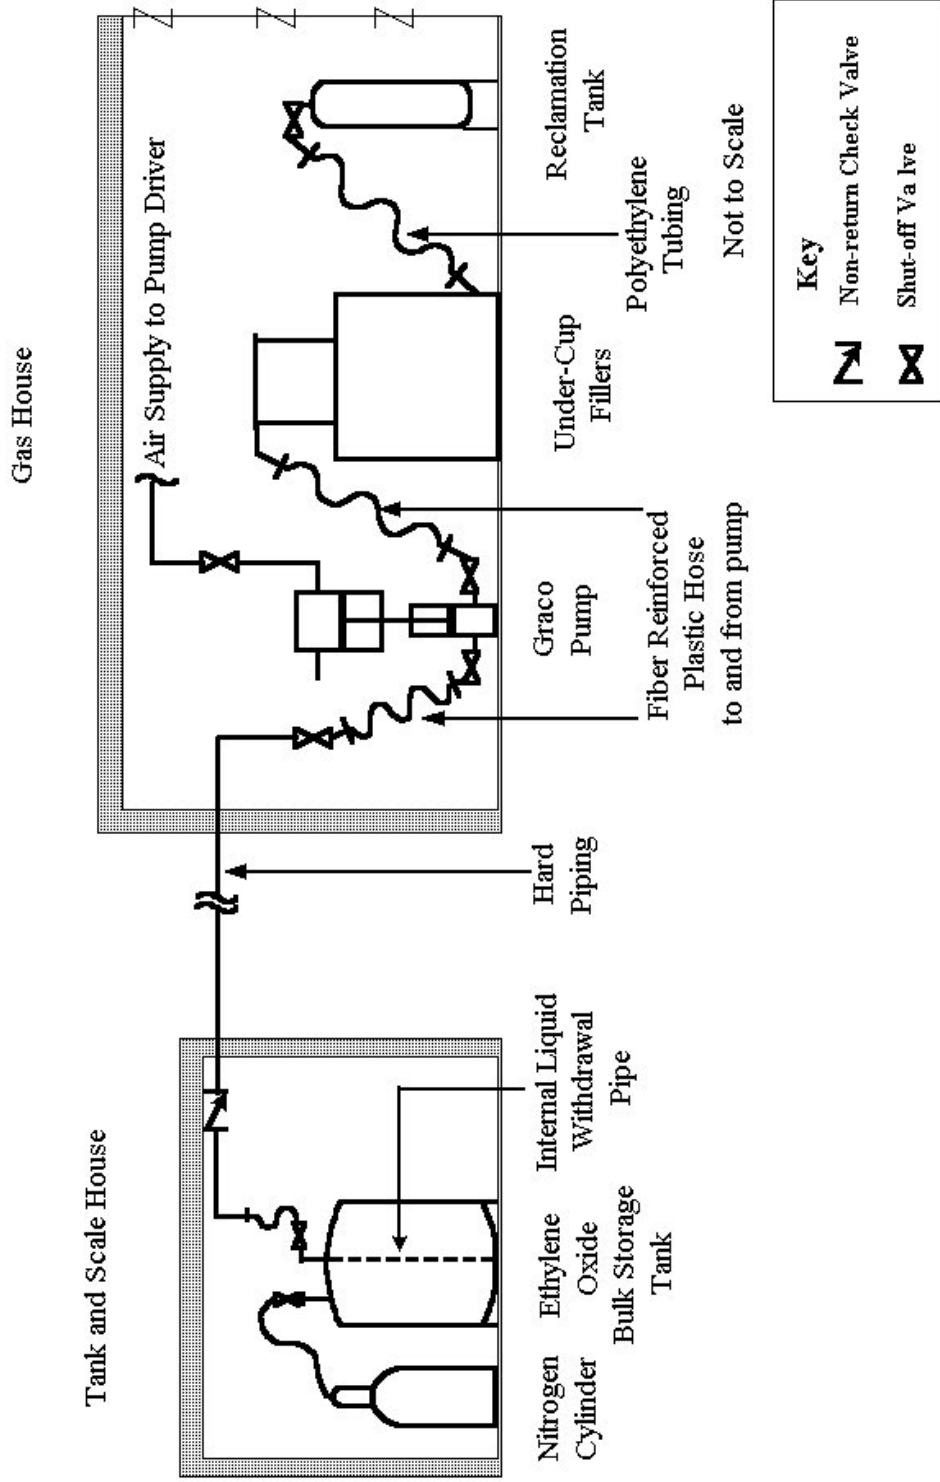 Gas House
Tank and Scale House
Air Supply to Pump Driver
Nitrogen
Cylinder
Ethylene
Oxide
Bulk Storage
Tank
Internal Liquid
Withdrawal
Pipe
Hard
Piping
Graco
Pump
Fiber Reinforced
Plastic Hose
to and from pump
Under-Cup
Fillers
Polyethylene
Tubing
Reclamation
Tank
Not to Scale
Key
Non-return Check Valve
Shut-off Va lve